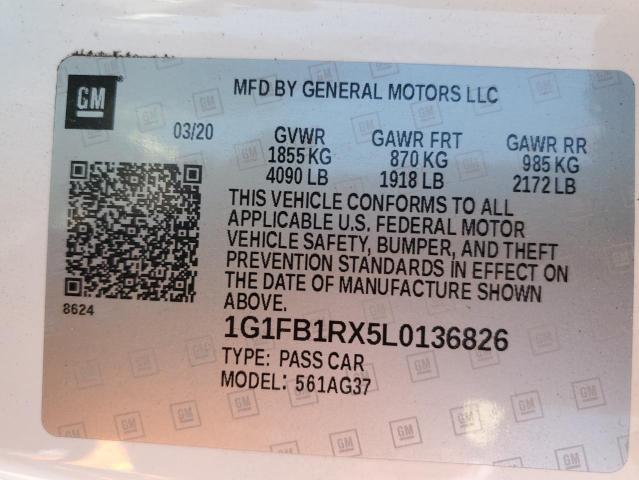 GM
MFD BY GENERAL MOTORS LLC
03/20 GVWR GAWR FRT GAWR RR
1855 KG 870 KG 985 KG
4090 LB 1918 LB 2172 LB
THIS VEHICLE CONFORMS TO ALL
APPLICABLE U.S. FEDERAL MOTOR
VEHICLE SAFETY, BUMPER, AND THEFT
PREVENTION STANDARDS IN EFFECT ON
THE DATE OF MANUFACTURE SHOWN
ABOVE.
8624
1G1FB1RX5L0136826
TYPE: PASS CAR
MODEL: 561AG37